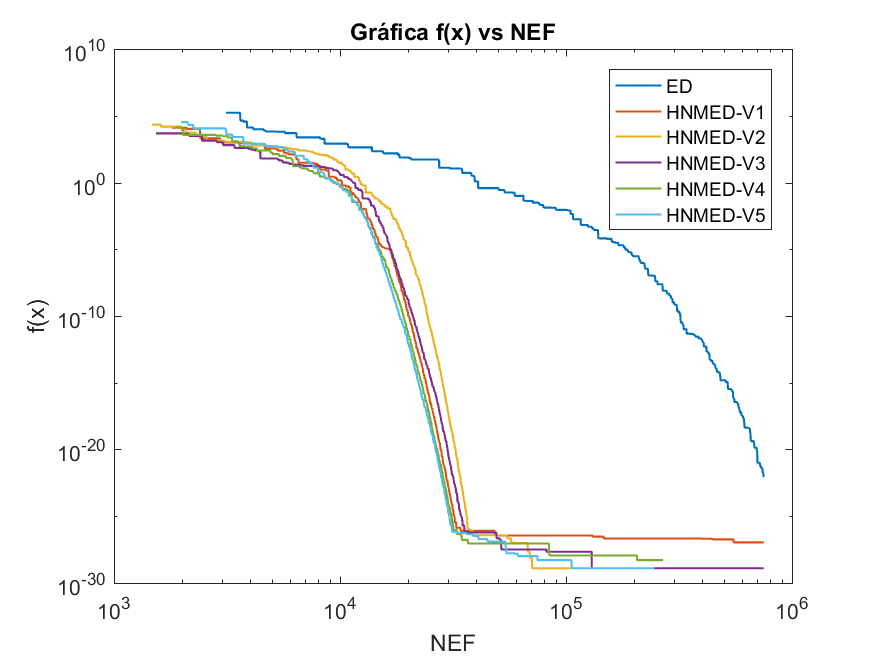 Gráfica f(x) vs NEF
10^10
10^0
10^-10
10^-20
10^-30
f(x)
ED
HNMED-V1
HNMED-V2
HNMED-V3
HNMED-V4
HNMED-V5
10^3
10^4
10^5
10^6
NEF